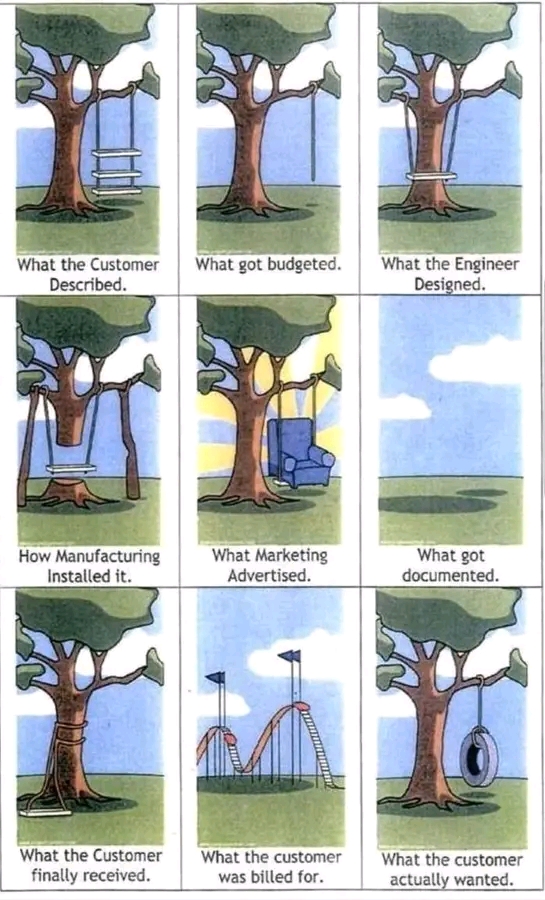 What the Customer
Described.
What got budgeted.
What the Engineer
Designed.
How Manufacturing
Installed it.
What Marketing
Advertised.
What got
documented.
What the Customer
finally received.
What the customer
was billed for.
What the customer
actually wanted.